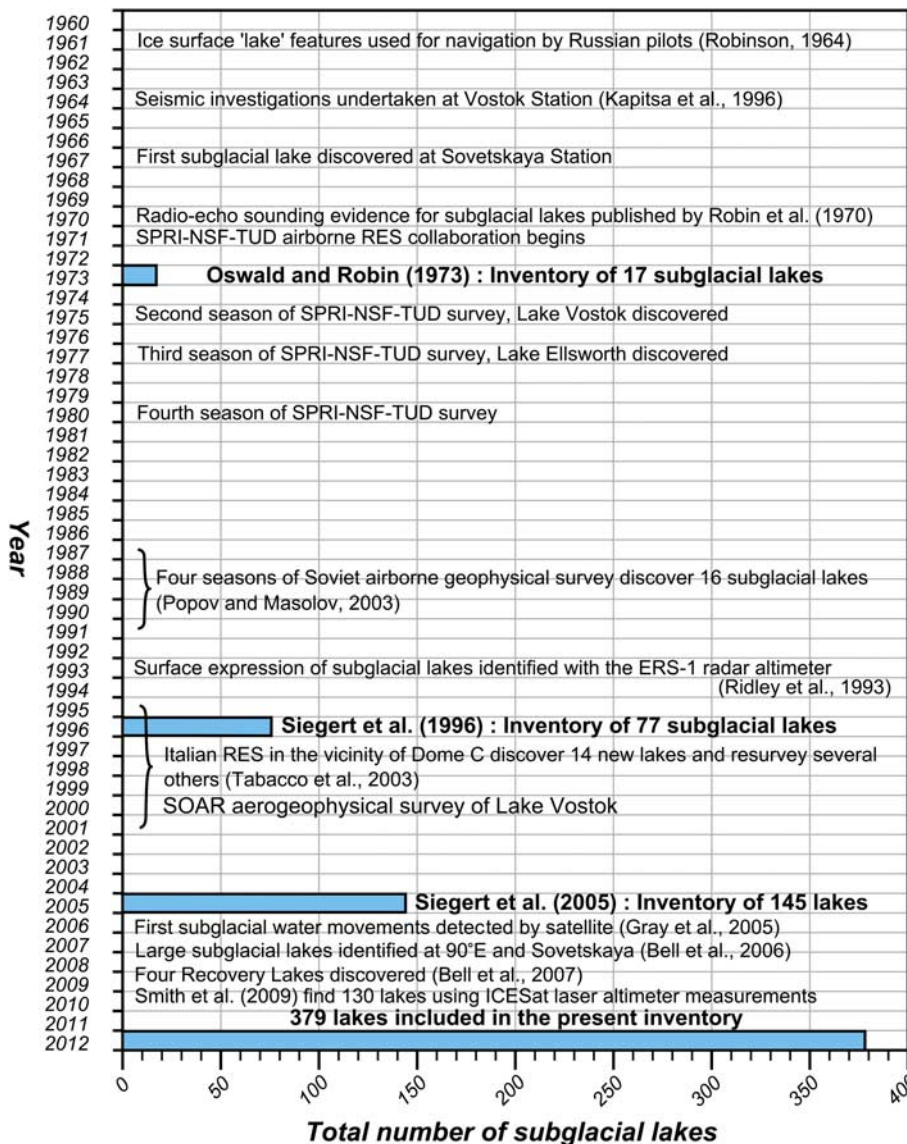 1960
1961
Ice surface 'lake' features used for navigation by Russian pilots (Robinson, 1964)
1962
1963
1964
Seismic investigations undertaken at Vostok Station (Kapitsa et al., 1996)
1965
1966
1967
First subglacial lake discovered at Sovetskaya Station
1968
1969
1970
Radio-echo sounding evidence for subglacial lakes published by Robin et al. (1970)
1971
SPRI-NSF-TUD airborne RES collaboration begins
1972
1973
Oswald and Robin (1973) : Inventory of 17 subglacial lakes
1974
1975
Second season of SPRI-NSF-TUD survey, Lake Vostok discovered
1976
1977
Third season of SPRI-NSF-TUD survey, Lake Ellsworth discovered
1978
1979
1980
Fourth season of SPRI-NSF-TUD survey
1981
1982
1983
1984
1985
1986
1987
1988
Four seasons of Soviet airborne geophysical survey discover 16 subglacial lakes
1989
(Popov and Masolov, 2003)
1990
1991
1992
1993
Surface expression of subglacial lakes identified with the ERS-1 radar altimeter
1994
(Ridley et al., 1993)
1995
1996
Siegert et al. (1996) : Inventory of 77 subglacial lakes
1997
Italian RES in the vicinity of Dome C discover 14 new lakes and resurvey several
1998
others (Tabacco et al., 2003)
1999
2000
SOAR aerogeophysical survey of Lake Vostok
2001
2002
2003
2004
2005
Siegert et al. (2005) : Inventory of 145 lakes
2006
First subglacial water movements detected by satellite (Gray et al., 2005)
2007
Large subglacial lakes identified at 90°E and Sovetskaya (Bell et al., 2006)
2008
Four Recovery Lakes discovered (Bell et al., 2007)
2009
Smith et al. (2009) find 130 lakes using ICESat laser altimeter measurements
2010
2011
379 lakes included in the present inventory
2012
Year
0 50 100 150 200 250 300 350 400
Total number of subglacial lakes